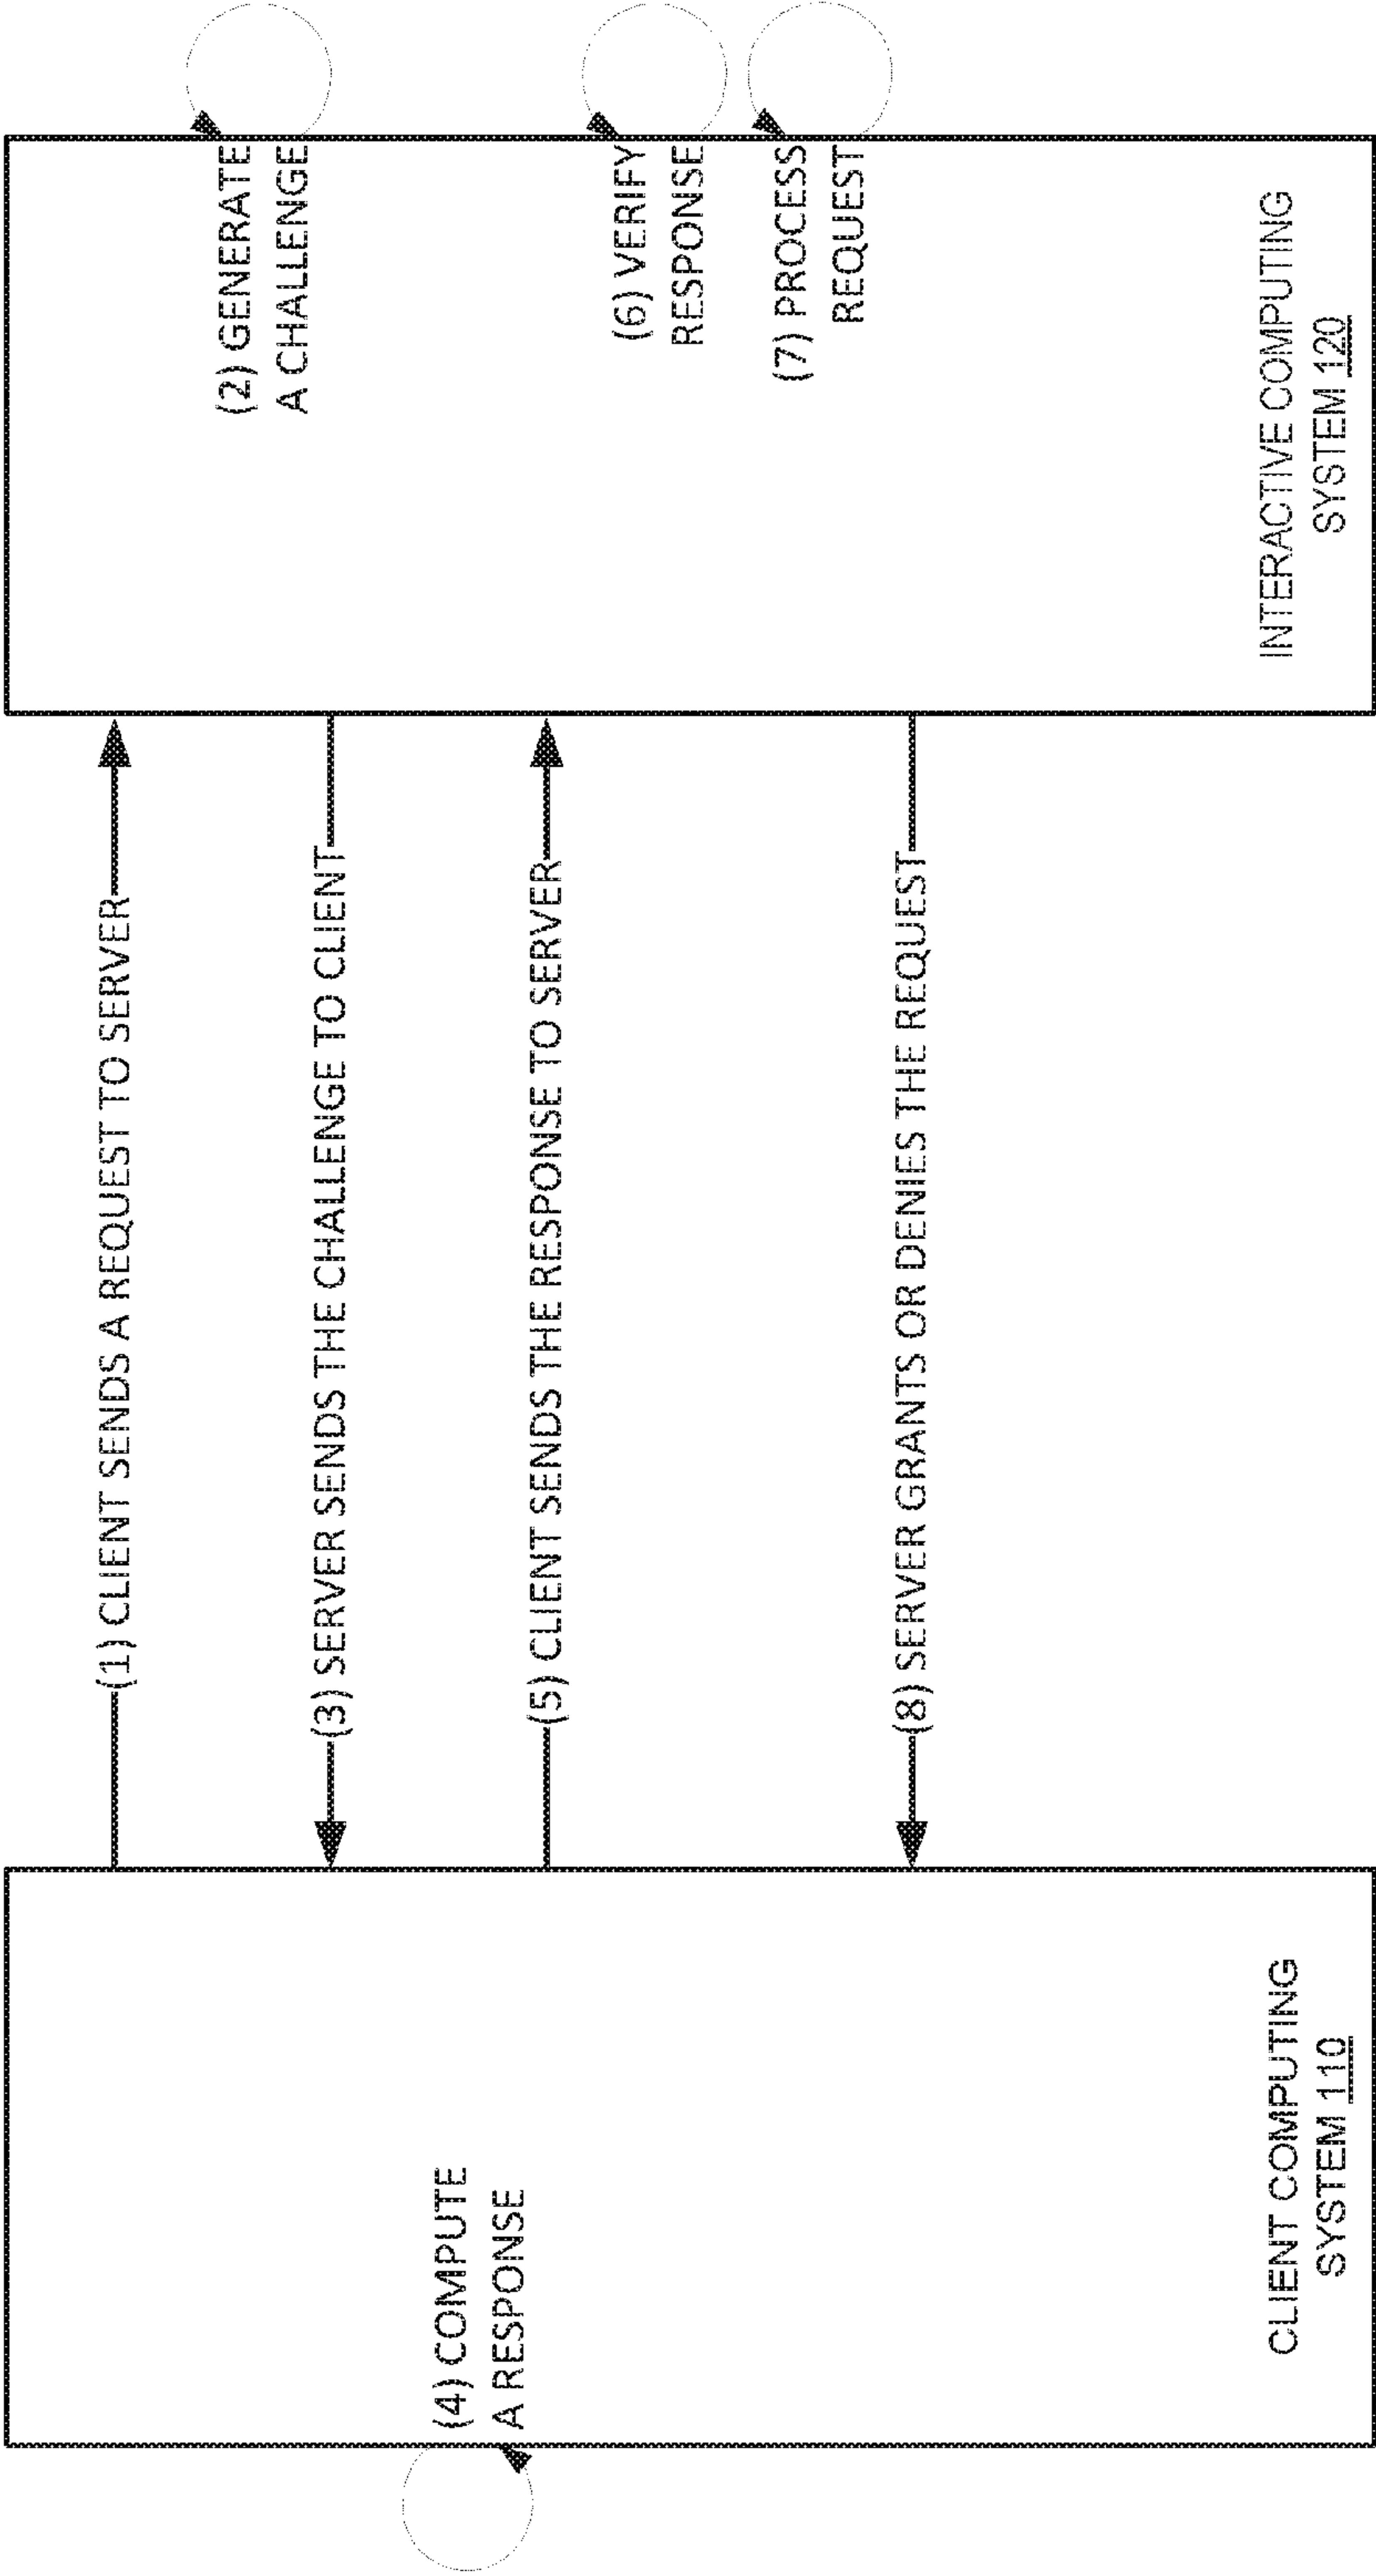 (1) CLIENT SENDS A REQUEST TO SERVER
(2) GENERATE
A CHALLENGE
(3) SERVER SENDS THE CHALLENGE TO CLIENT
(4) COMPUTE
A RESPONSE
(5) CLIENT SENDS THE RESPONSE TO SERVER
(6) VERIFY
RESPONSE
(7) PROCESS
REQUEST
(8) SERVER GRANTS OR DENIES THE REQUEST
CLIENT COMPUTING
SYSTEM 110
INTERACTIVE COMPUTING
SYSTEM 120